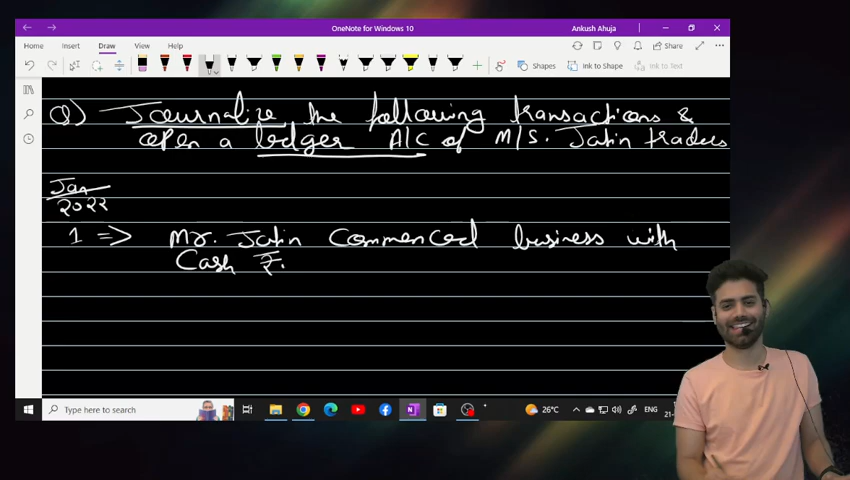 OneNote for Windows 10
Ankush Ahuja
Home Insert Draw View Help
Share
Shapes Ink to Shape Ink to Text
Q) Journalize the following transactions &
open a ledger A/C of M/S. Jatin traders
Jan
2022
1 => Mr. Jatin Commenced business with
Cash ₹.
Type here to search
26°C ENG
21-